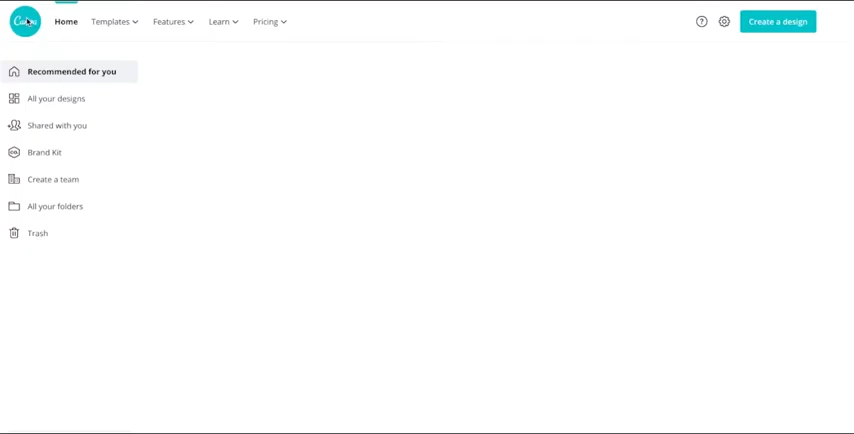 Canva Home Templates Features Learn Pricing Create a design
Recommended for you
All your designs
Shared with you
co. Brand Kit
Create a team
All your folders
Trash